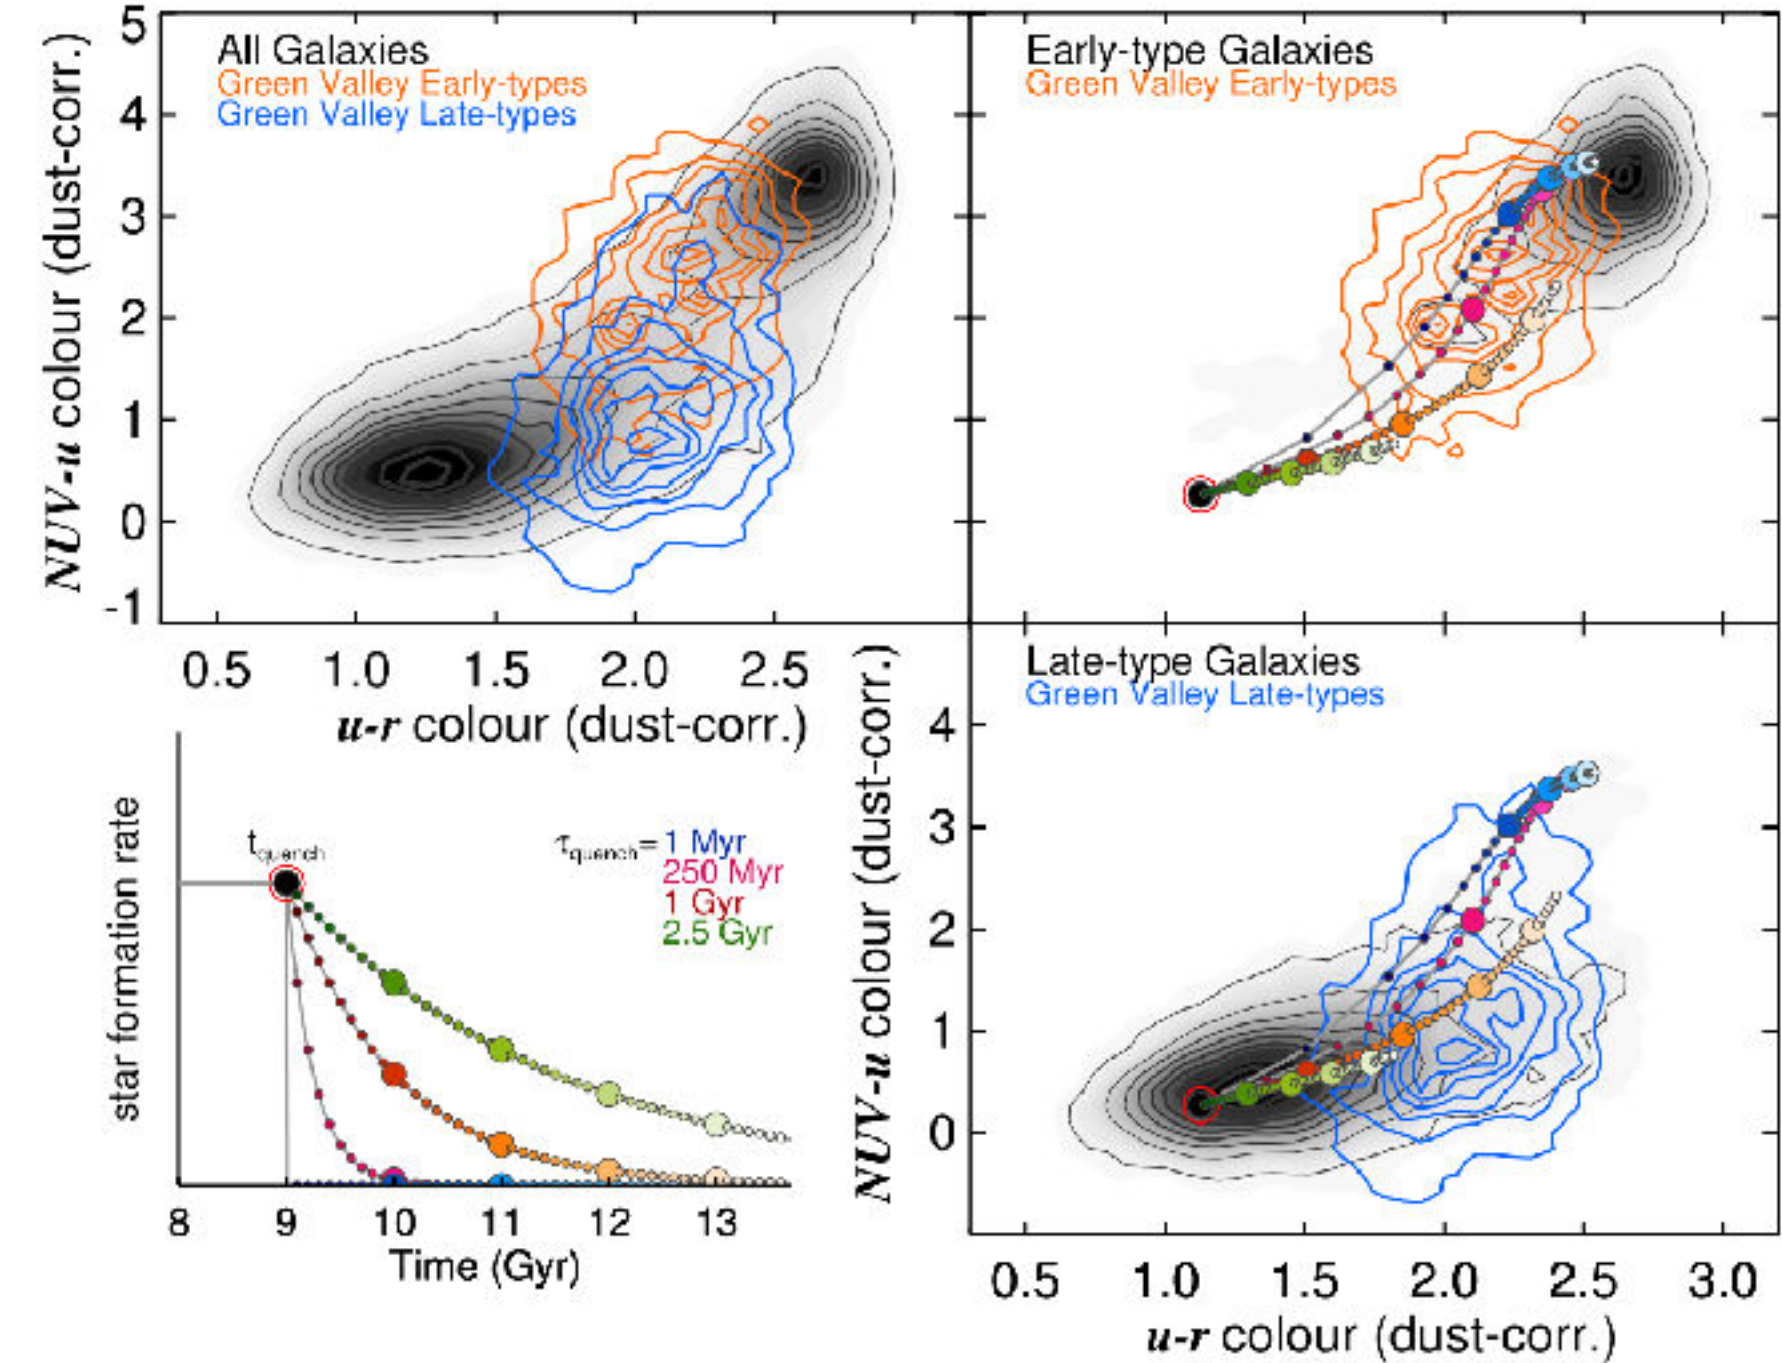 All Galaxies
Green Valley Early-types
Green Valley Late-types
5
4
3
2
1
0
-1
NUV-u colour (dust-corr.)
0.5 1.0 1.5 2.0 2.5
u-r colour (dust-corr.)
Early-type Galaxies
Green Valley Early-types
Late-type Galaxies
Green Valley Late-types
4
3
2
1
0
NUV-u colour (dust-corr.)
0.5 1.0 1.5 2.0 2.5 3.0
u-r colour (dust-corr.)
star formation rate
tquench
τquench= 1 Myr
250 Myr
1 Gyr
2.5 Gyr
8 9 10 11 12 13
Time (Gyr)